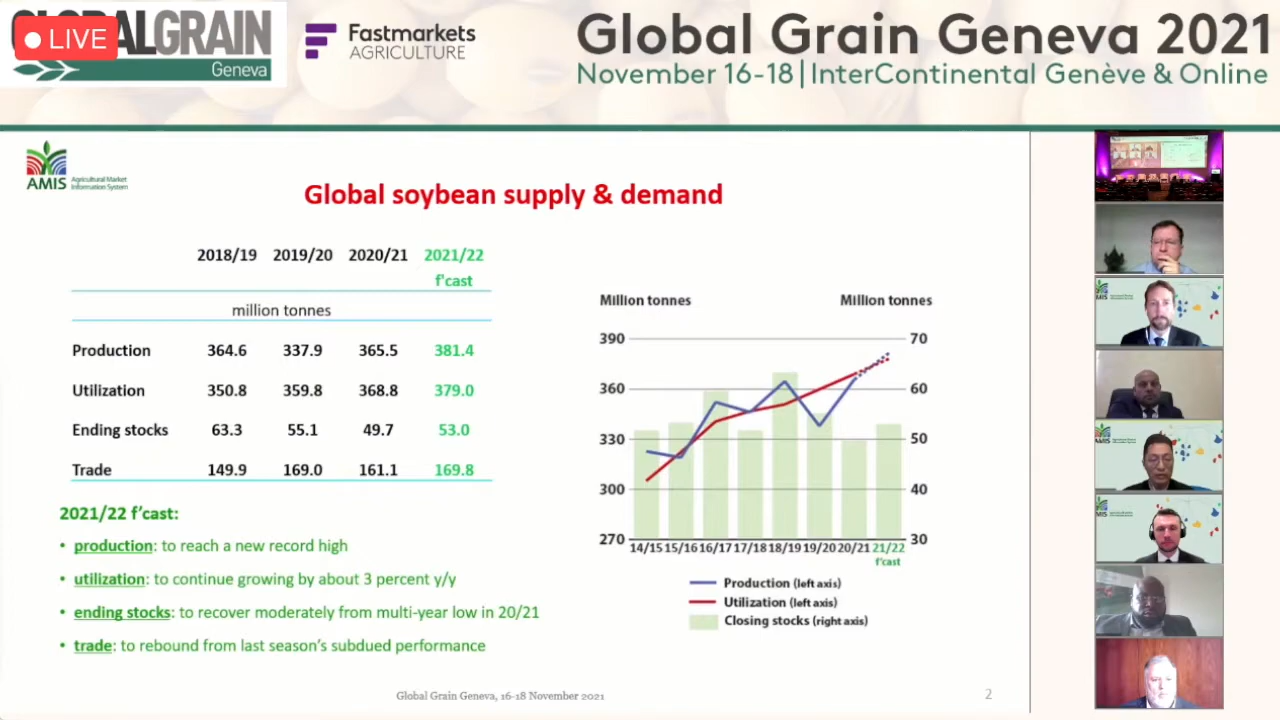 LIVE
GLOBALGRAIN
Geneva
Fastmarkets
AGRICULTURE
Global Grain Geneva 2021
November 16-18 | InterContinental Genève & Online
AMIS Agricultural Market
Information System
Global soybean supply & demand
2018/19 2019/20 2020/21 2021/22
f'cast
million tonnes
Production 364.6 337.9 365.5 381.4
Utilization 350.8 359.8 368.8 379.0
Ending stocks 63.3 55.1 49.7 53.0
Trade 149.9 169.0 161.1 169.8
2021/22 f'cast:
• production: to reach a new record high
• utilization: to continue growing by about 3 percent y/y
• ending stocks: to recover moderately from multi-year low in 20/21
• trade: to rebound from last season's subdued performance
Million tonnes Million tonnes
390 70
360 60
330 50
300 40
270 30
14/15 15/16 16/17 17/18 18/19 19/20 20/21 21/22
f'cast
Production (left axis)
Utilization (left axis)
Closing stocks (right axis)
Global Grain Geneva, 16-18 November 2021
2
AMIS
AMIS
AMIS